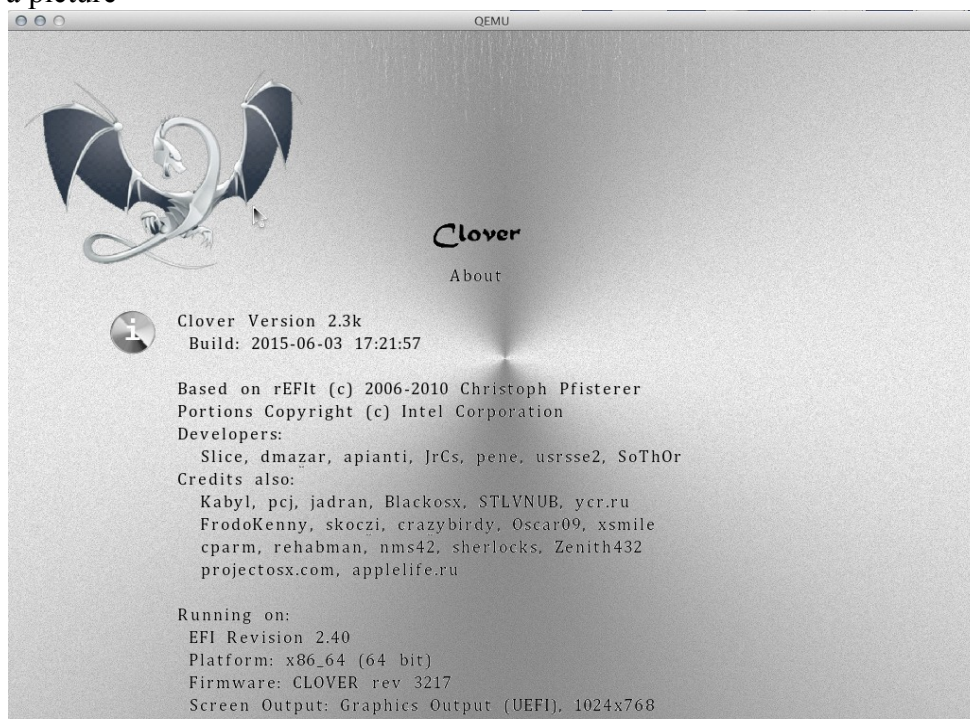 a picture
QEMU
Clover
About
Clover Version 2.3k
Build: 2015-06-03 17:21:57
Based on rEFIt (c) 2006-2010 Christoph Pfisterer
Portions Copyright (c) Intel Corporation
Developers:
Slice, dmazar, apianti, JrCs, pene, usrsse2, SoThOr
Credits also:
Kabyl, pcj, jadran, Blackosx, STLVNUB, ycr.ru
FrodoKenny, skoczi, crazybirdy, Oscar09, xsmile
cparm, rehabman, nms42, sherlocks, Zenith432
projectosx.com, applelife.ru
Running on:
EFI Revision 2.40
Platform: x86_64 (64 bit)
Firmware: CLOVER rev 3217
Screen Output: Graphics Output (UEFI), 1024x768